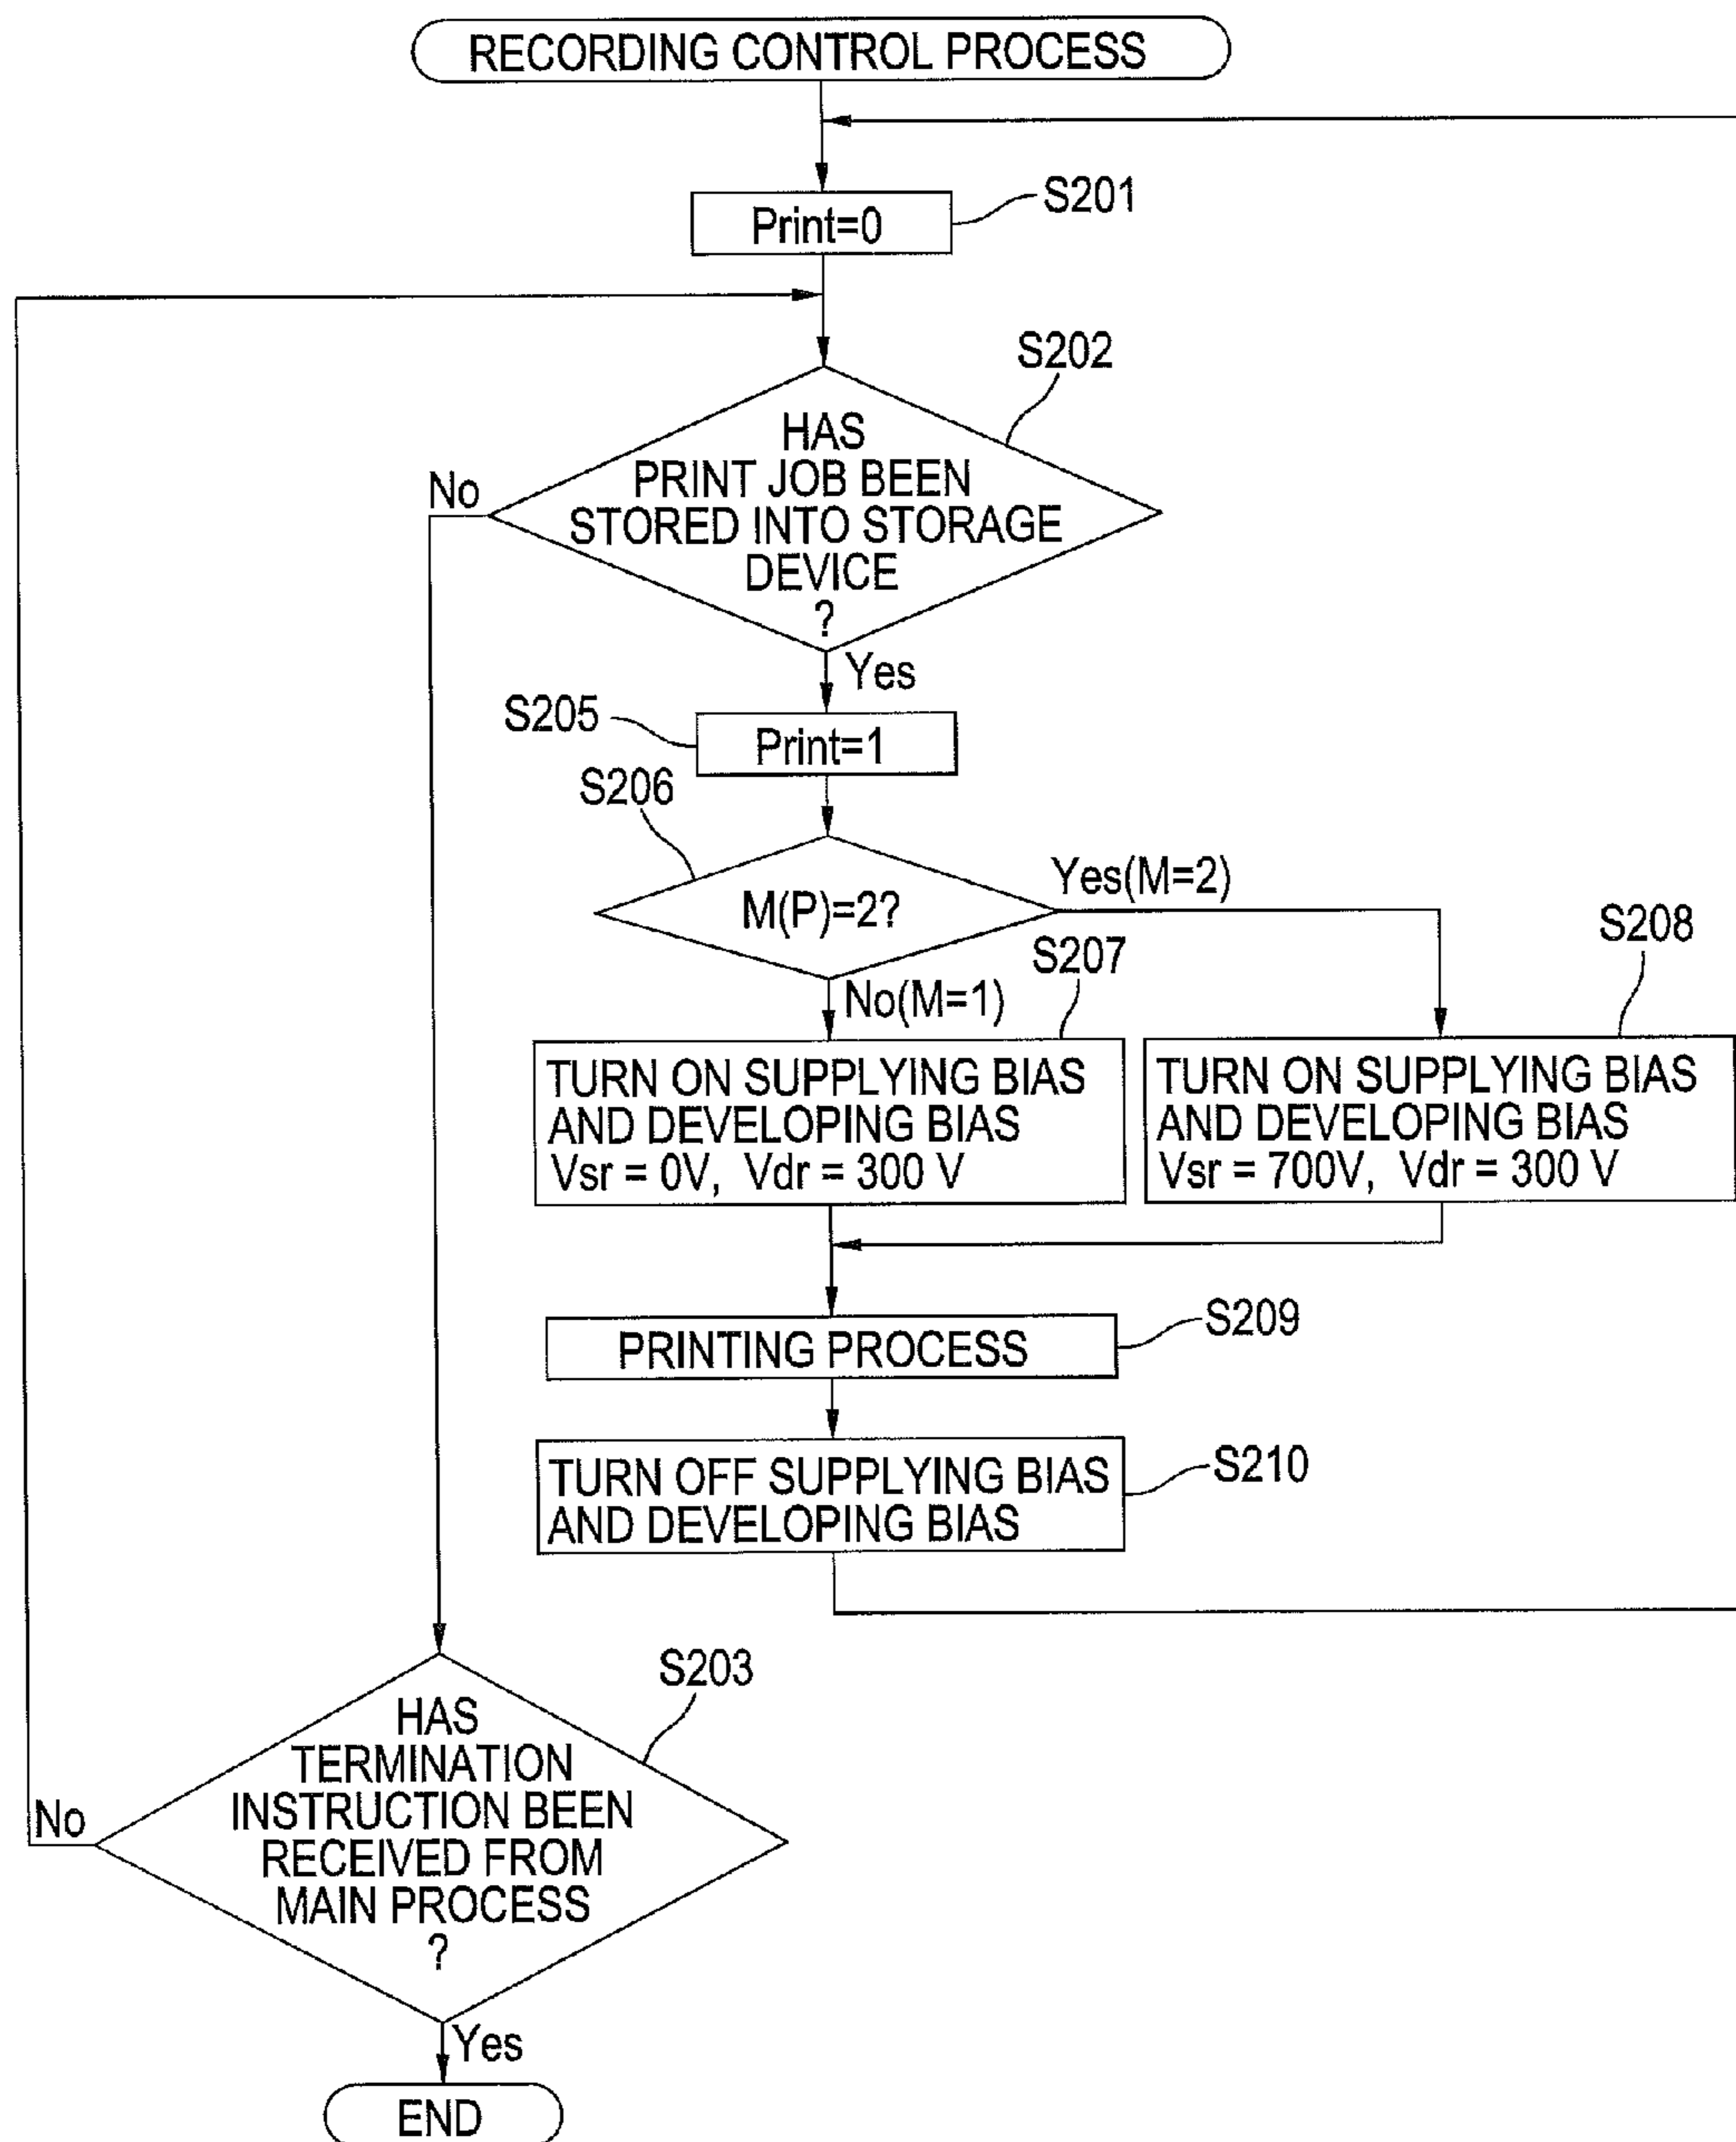 RECORDING CONTROL PROCESS
S201
Print=0
S202
HAS
PRINT JOB BEEN
STORED INTO STORAGE
DEVICE
?
No
Yes
S205
Print=1
S206
M(P)=2?
Yes(M=2)
S207
S208
No(M=1)
TURN ON SUPPLYING BIAS
AND DEVELOPING BIAS
Vsr = 0V, Vdr = 300 V
TURN ON SUPPLYING BIAS
AND DEVELOPING BIAS
Vsr = 700V, Vdr = 300 V
S209
PRINTING PROCESS
S210
TURN OFF SUPPLYING BIAS
AND DEVELOPING BIAS
S203
HAS
TERMINATION
INSTRUCTION BEEN
RECEIVED FROM
MAIN PROCESS
?
No
Yes
END